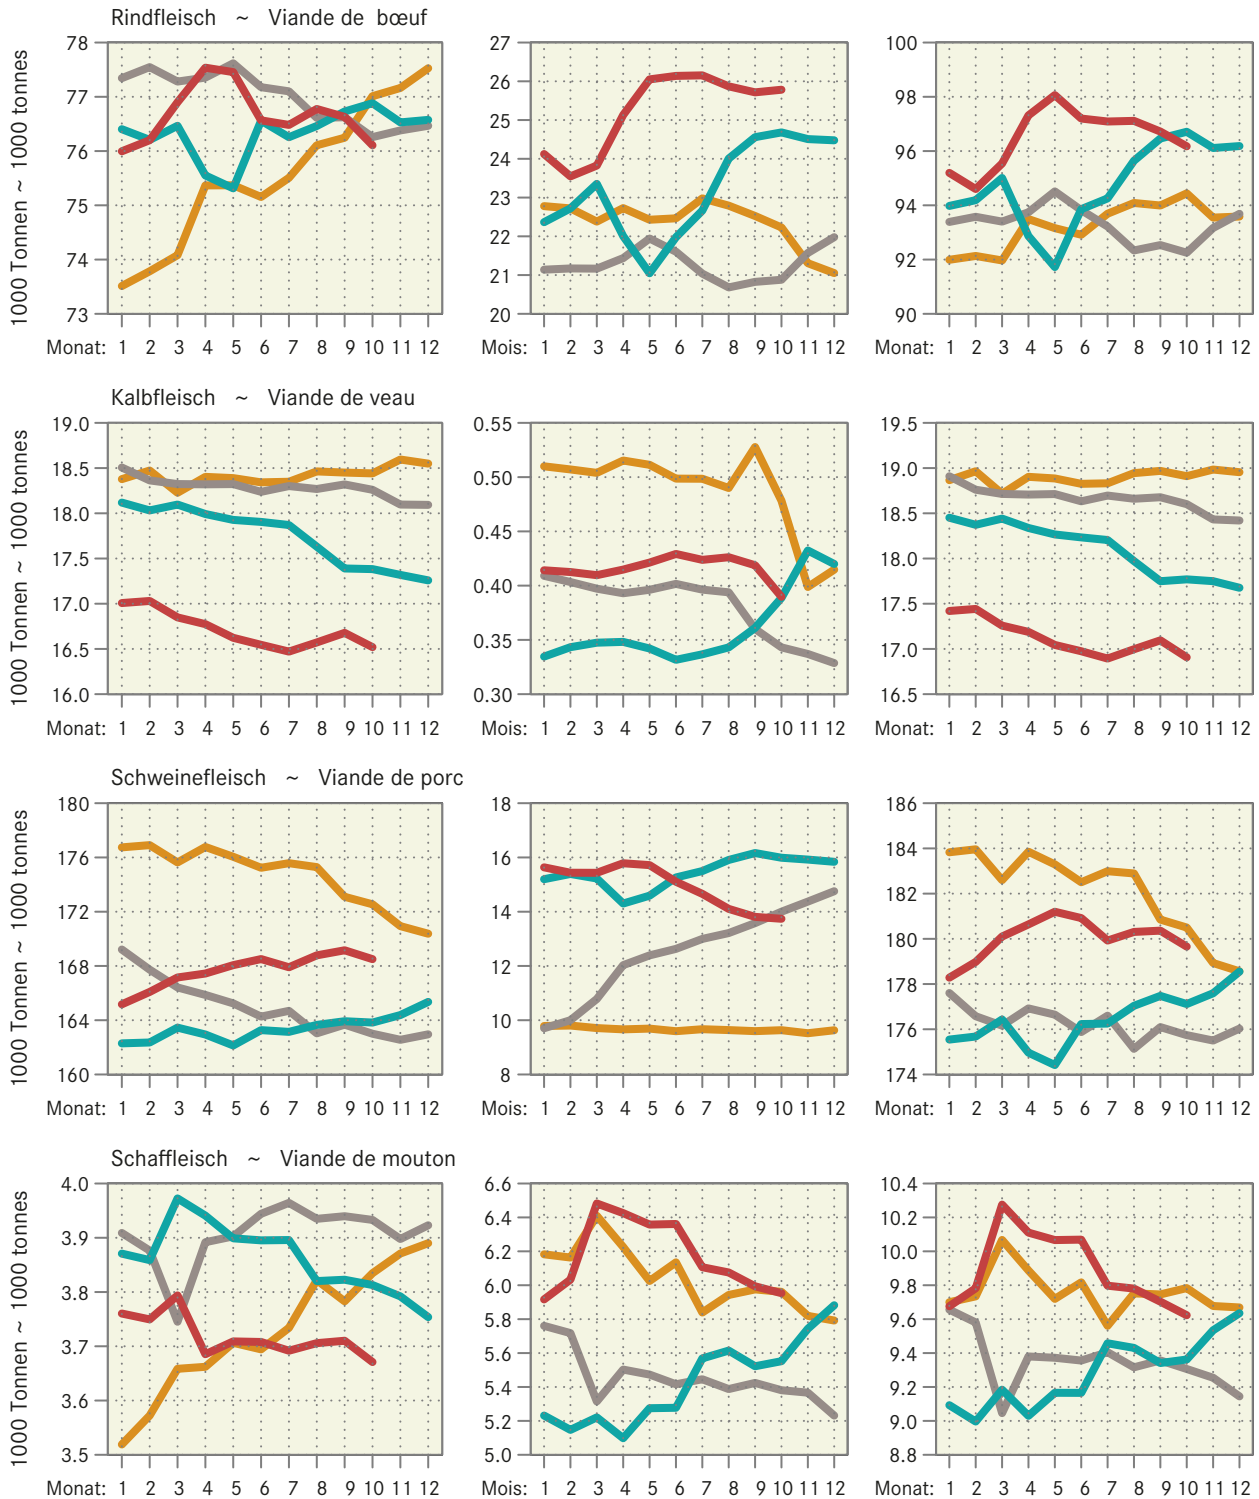 Rindfleisch ~ Viande de bœuf
1000 Tonnen ~ 1000 tonnes
78 77 76 75 74 73
27 26 25 24 23 22 21 20
100 98 96 94 92 90
Monat: 1 2 3 4 5 6 7 8 9 10 11 12
Mois: 1 2 3 4 5 6 7 8 9 10 11 12
Monat: 1 2 3 4 5 6 7 8 9 10 11 12
Kalbfleisch ~ Viande de veau
1000 Tonnen ~ 1000 tonnes
19.0 18.5 18.0 17.5 17.0 16.5 16.0
0.55 0.50 0.45 0.40 0.35 0.30
19.5 19.0 18.5 18.0 17.5 17.0 16.5
Monat: 1 2 3 4 5 6 7 8 9 10 11 12
Mois: 1 2 3 4 5 6 7 8 9 10 11 12
Monat: 1 2 3 4 5 6 7 8 9 10 11 12
Schweinefleisch ~ Viande de porc
1000 Tonnen ~ 1000 tonnes
180 176 172 168 164 160
18 16 14 12 10 8
186 184 182 180 178 176 174
Monat: 1 2 3 4 5 6 7 8 9 10 11 12
Mois: 1 2 3 4 5 6 7 8 9 10 11 12
Monat: 1 2 3 4 5 6 7 8 9 10 11 12
Schaffleisch ~ Viande de mouton
1000 Tonnen ~ 1000 tonnes
4.0 3.9 3.8 3.7 3.6 3.5
6.6 6.4 6.2 6.0 5.8 5.6 5.4 5.2 5.0
10.4 10.2 10.0 9.8 9.6 9.4 9.2 9.0 8.8
Monat: 1 2 3 4 5 6 7 8 9 10 11 12
Mois: 1 2 3 4 5 6 7 8 9 10 11 12
Monat: 1 2 3 4 5 6 7 8 9 10 11 12